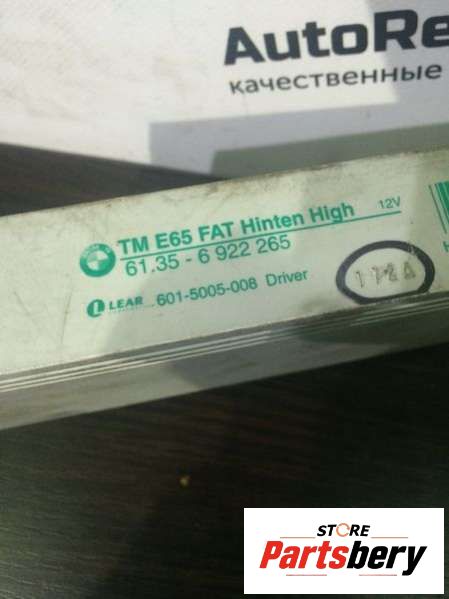 AutoRe
качественные
TM E65 FAT Hinten High 12V
61.35 - 6 922 265
LEAR 601-5005-008 Driver
STORE
Partsbery